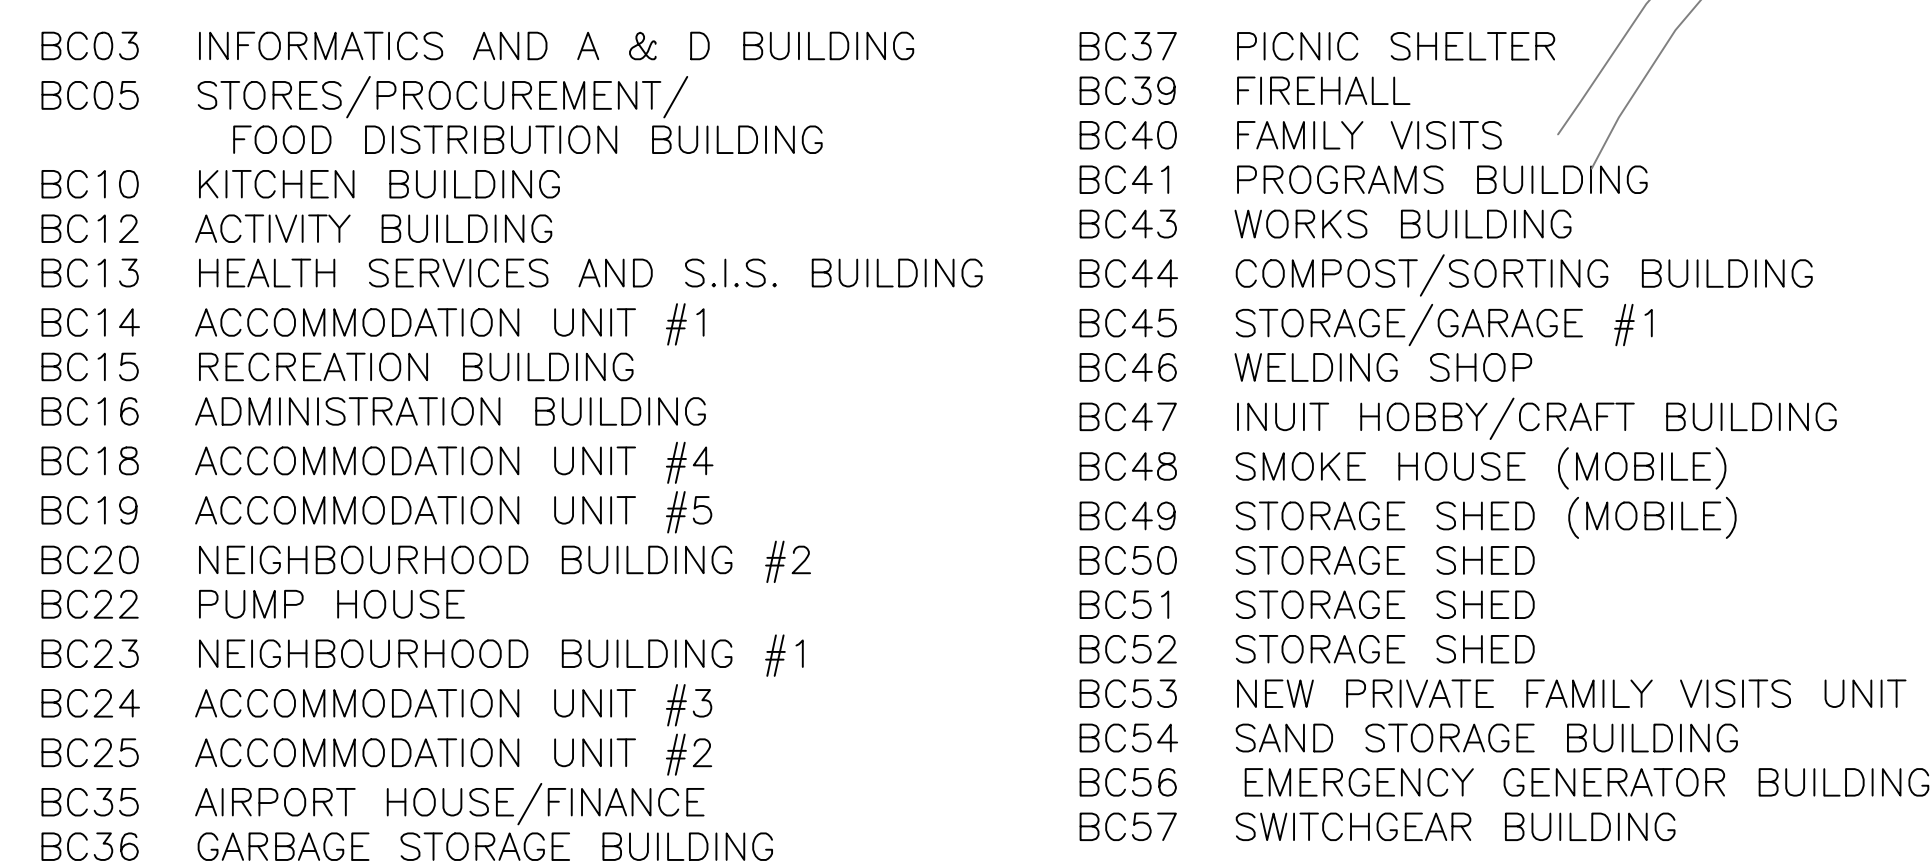 BC03 INFORMATICS AND A & D BUILDING
BC05 STORES/PROCUREMENT/
FOOD DISTRIBUTION BUILDING
BC10 KITCHEN BUILDING
BC12 ACTIVITY BUILDING
BC13 HEALTH SERVICES AND S.I.S. BUILDING
BC14 ACCOMMODATION UNIT #1
BC15 RECREATION BUILDING
BC16 ADMINISTRATION BUILDING
BC18 ACCOMMODATION UNIT #4
BC19 ACCOMMODATION UNIT #5
BC20 NEIGHBOURHOOD BUILDING #2
BC22 PUMP HOUSE
BC23 NEIGHBOURHOOD BUILDING #1
BC24 ACCOMMODATION UNIT #3
BC25 ACCOMMODATION UNIT #2
BC35 AIRPORT HOUSE/FINANCE
BC36 GARBAGE STORAGE BUILDING
BC37 PICNIC SHELTER
BC39 FIREHALL
BC40 FAMILY VISITS
BC41 PROGRAMS BUILDING
BC43 WORKS BUILDING
BC44 COMPOST/SORTING BUILDING
BC45 STORAGE/GARAGE #1
BC46 WELDING SHOP
BC47 INUIT HOBBY/CRAFT BUILDING
BC48 SMOKE HOUSE (MOBILE)
BC49 STORAGE SHED (MOBILE)
BC50 STORAGE SHED
BC51 STORAGE SHED
BC52 STORAGE SHED
BC53 NEW PRIVATE FAMILY VISITS UNIT
BC54 SAND STORAGE BUILDING
BC56 EMERGENCY GENERATOR BUILDING
BC57 SWITCHGEAR BUILDING